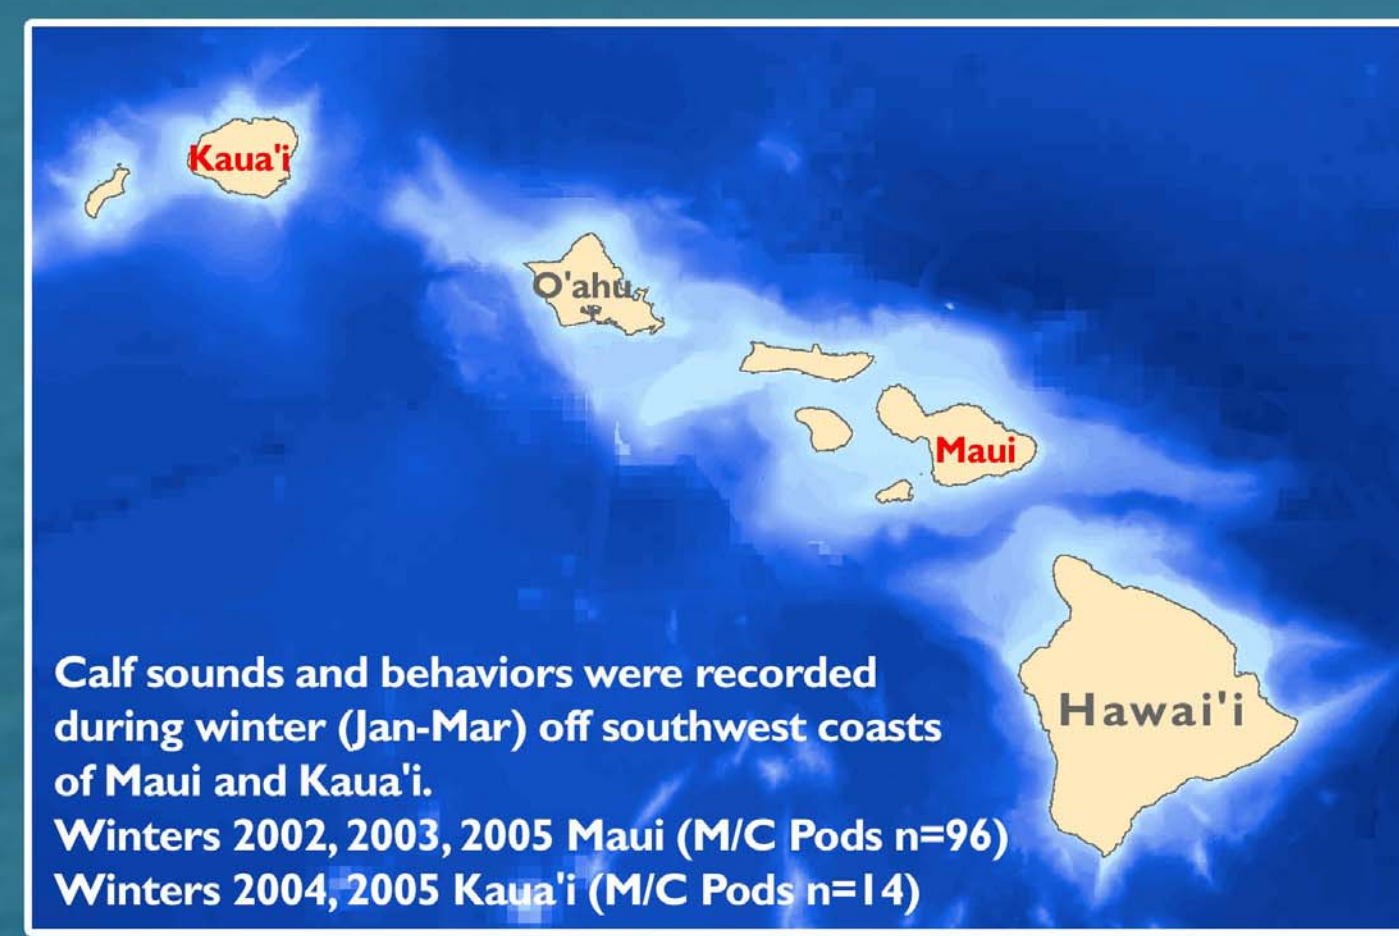 Kaua'i
O'ahu
Maui
Hawai'i
Calf sounds and behaviors were recorded
during winter (Jan-Mar) off southwest coasts
of Maui and Kaua'i.
Winters 2002, 2003, 2005 Maui (M/C Pods n=96)
Winters 2004, 2005 Kaua'i (M/C Pods n=14)